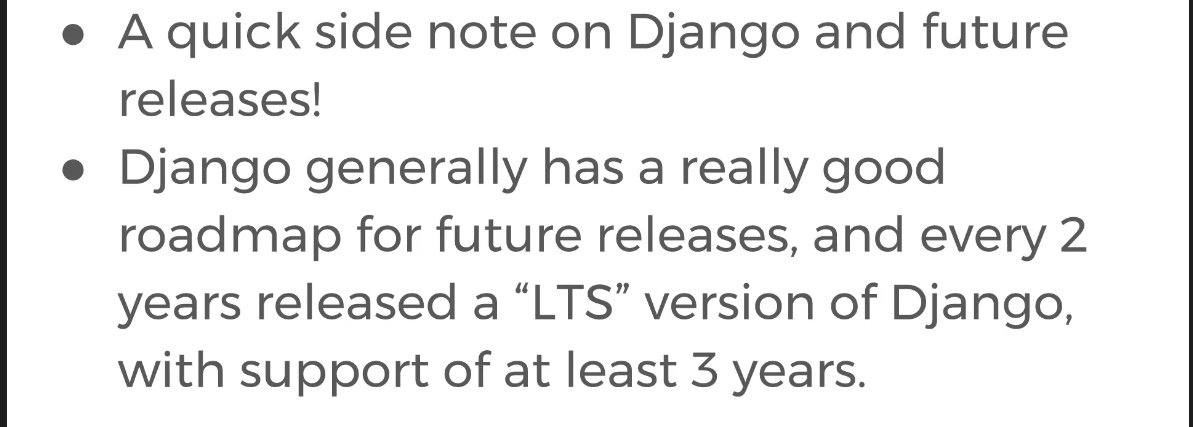 ● A quick side note on Django and future
releases!
● Django generally has a really good
roadmap for future releases, and every 2
years released a “LTS” version of Django,
with support of at least 3 years.